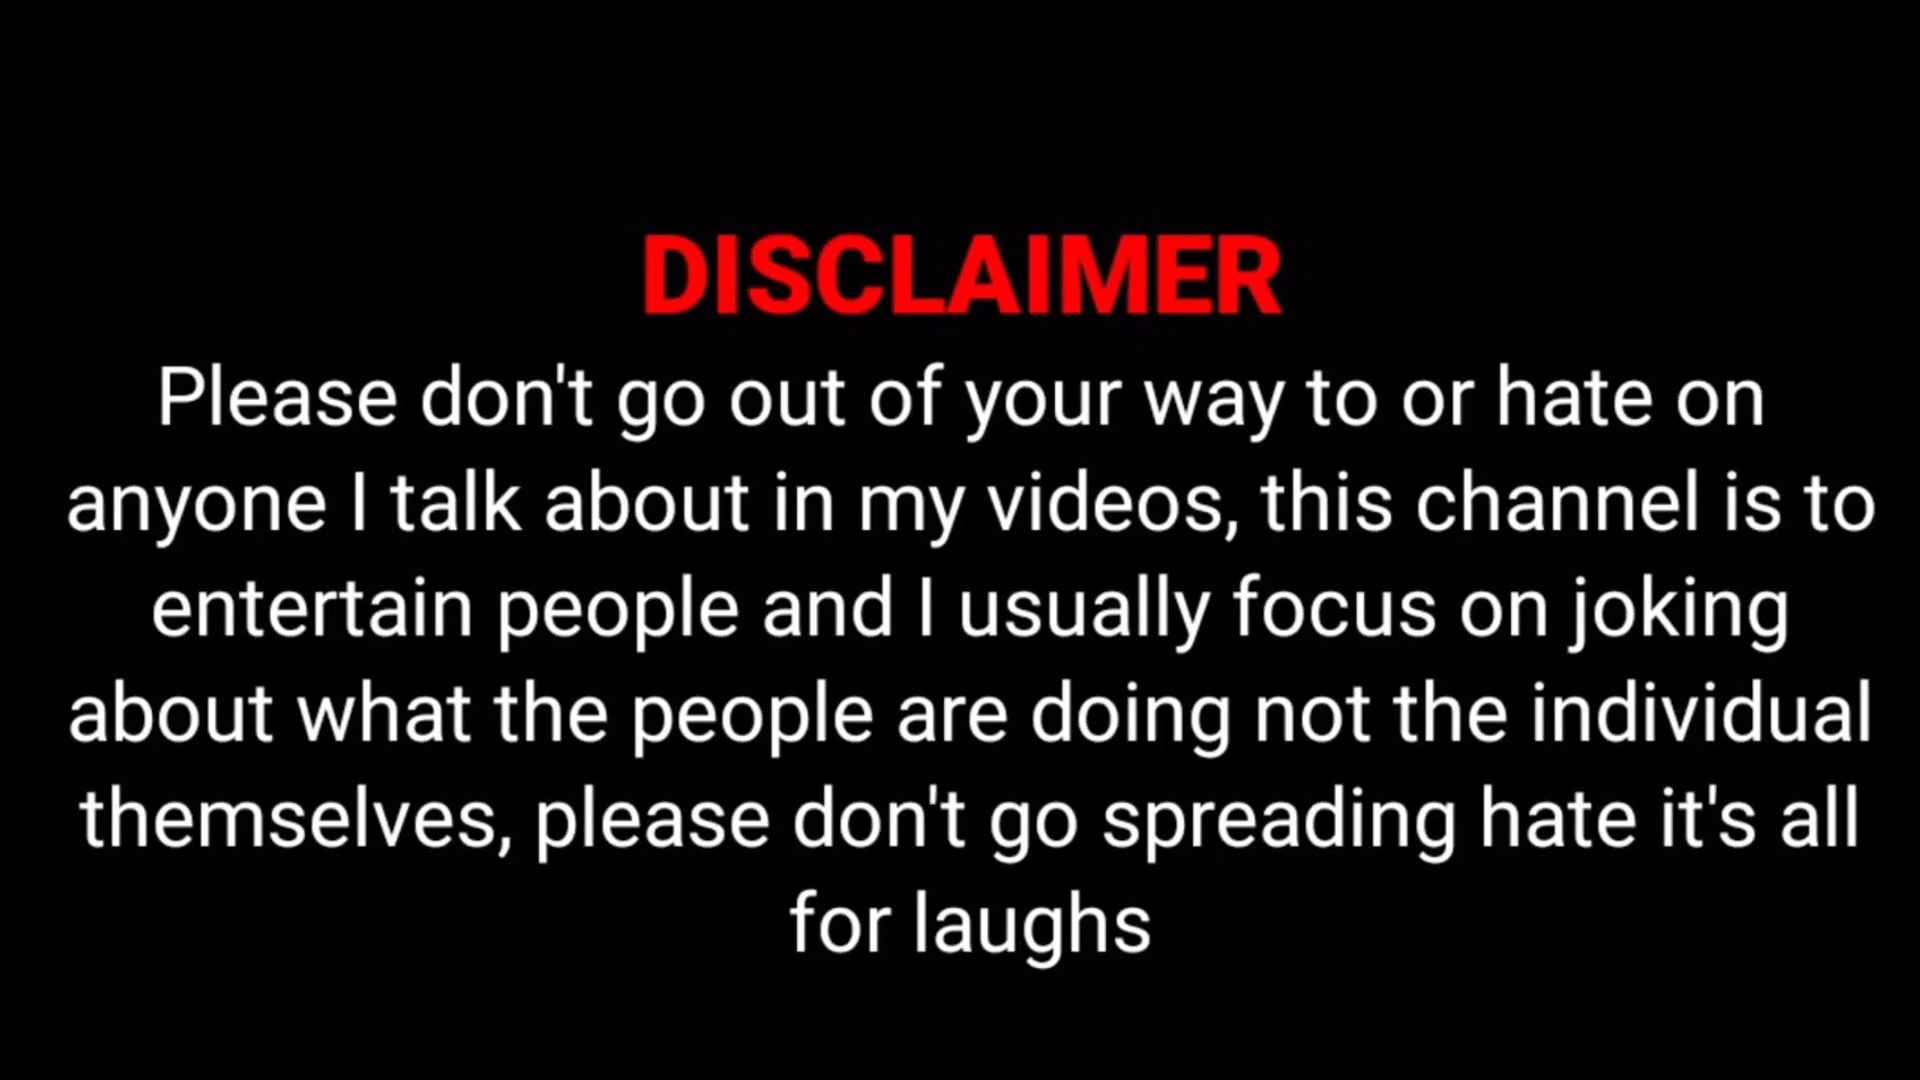 DISCLAIMER
Please don't go out of your way to or hate on
anyone I talk about in my videos, this channel is to
entertain people and I usually focus on joking
about what the people are doing not the individual
themselves, please don't go spreading hate it's all
for laughs